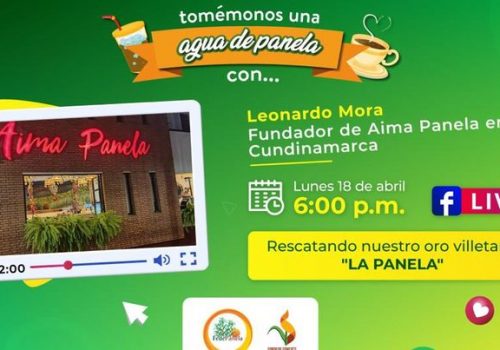 tomémonos una
agua de panela
con...
Leonardo Mora
Fundador de Aima Panela en
Cundinamarca
Aima Panela
Lunes 18 de abril
6:00 p.m.
f LIV
2:00
Rescatando nuestro oro villeta
"LA PANELA"
Fedepanela